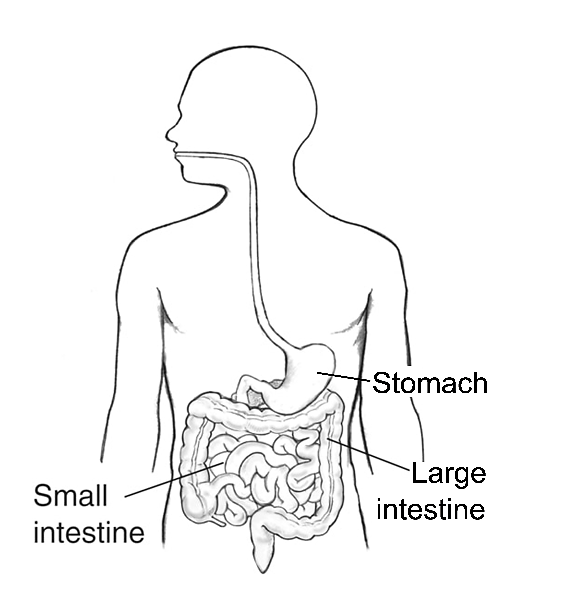 Stomach
Large
intestine
Small
intestine